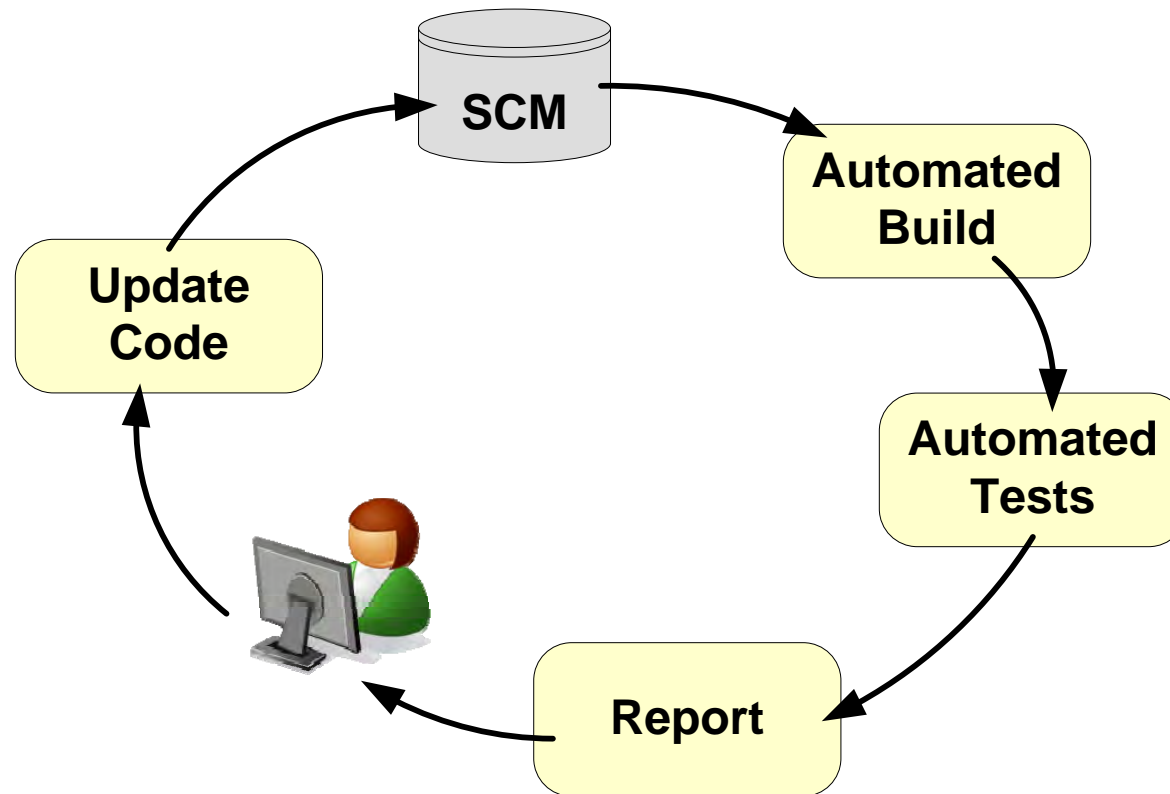 SCM
Automated
Build
Update
Code
Automated
Tests
Report